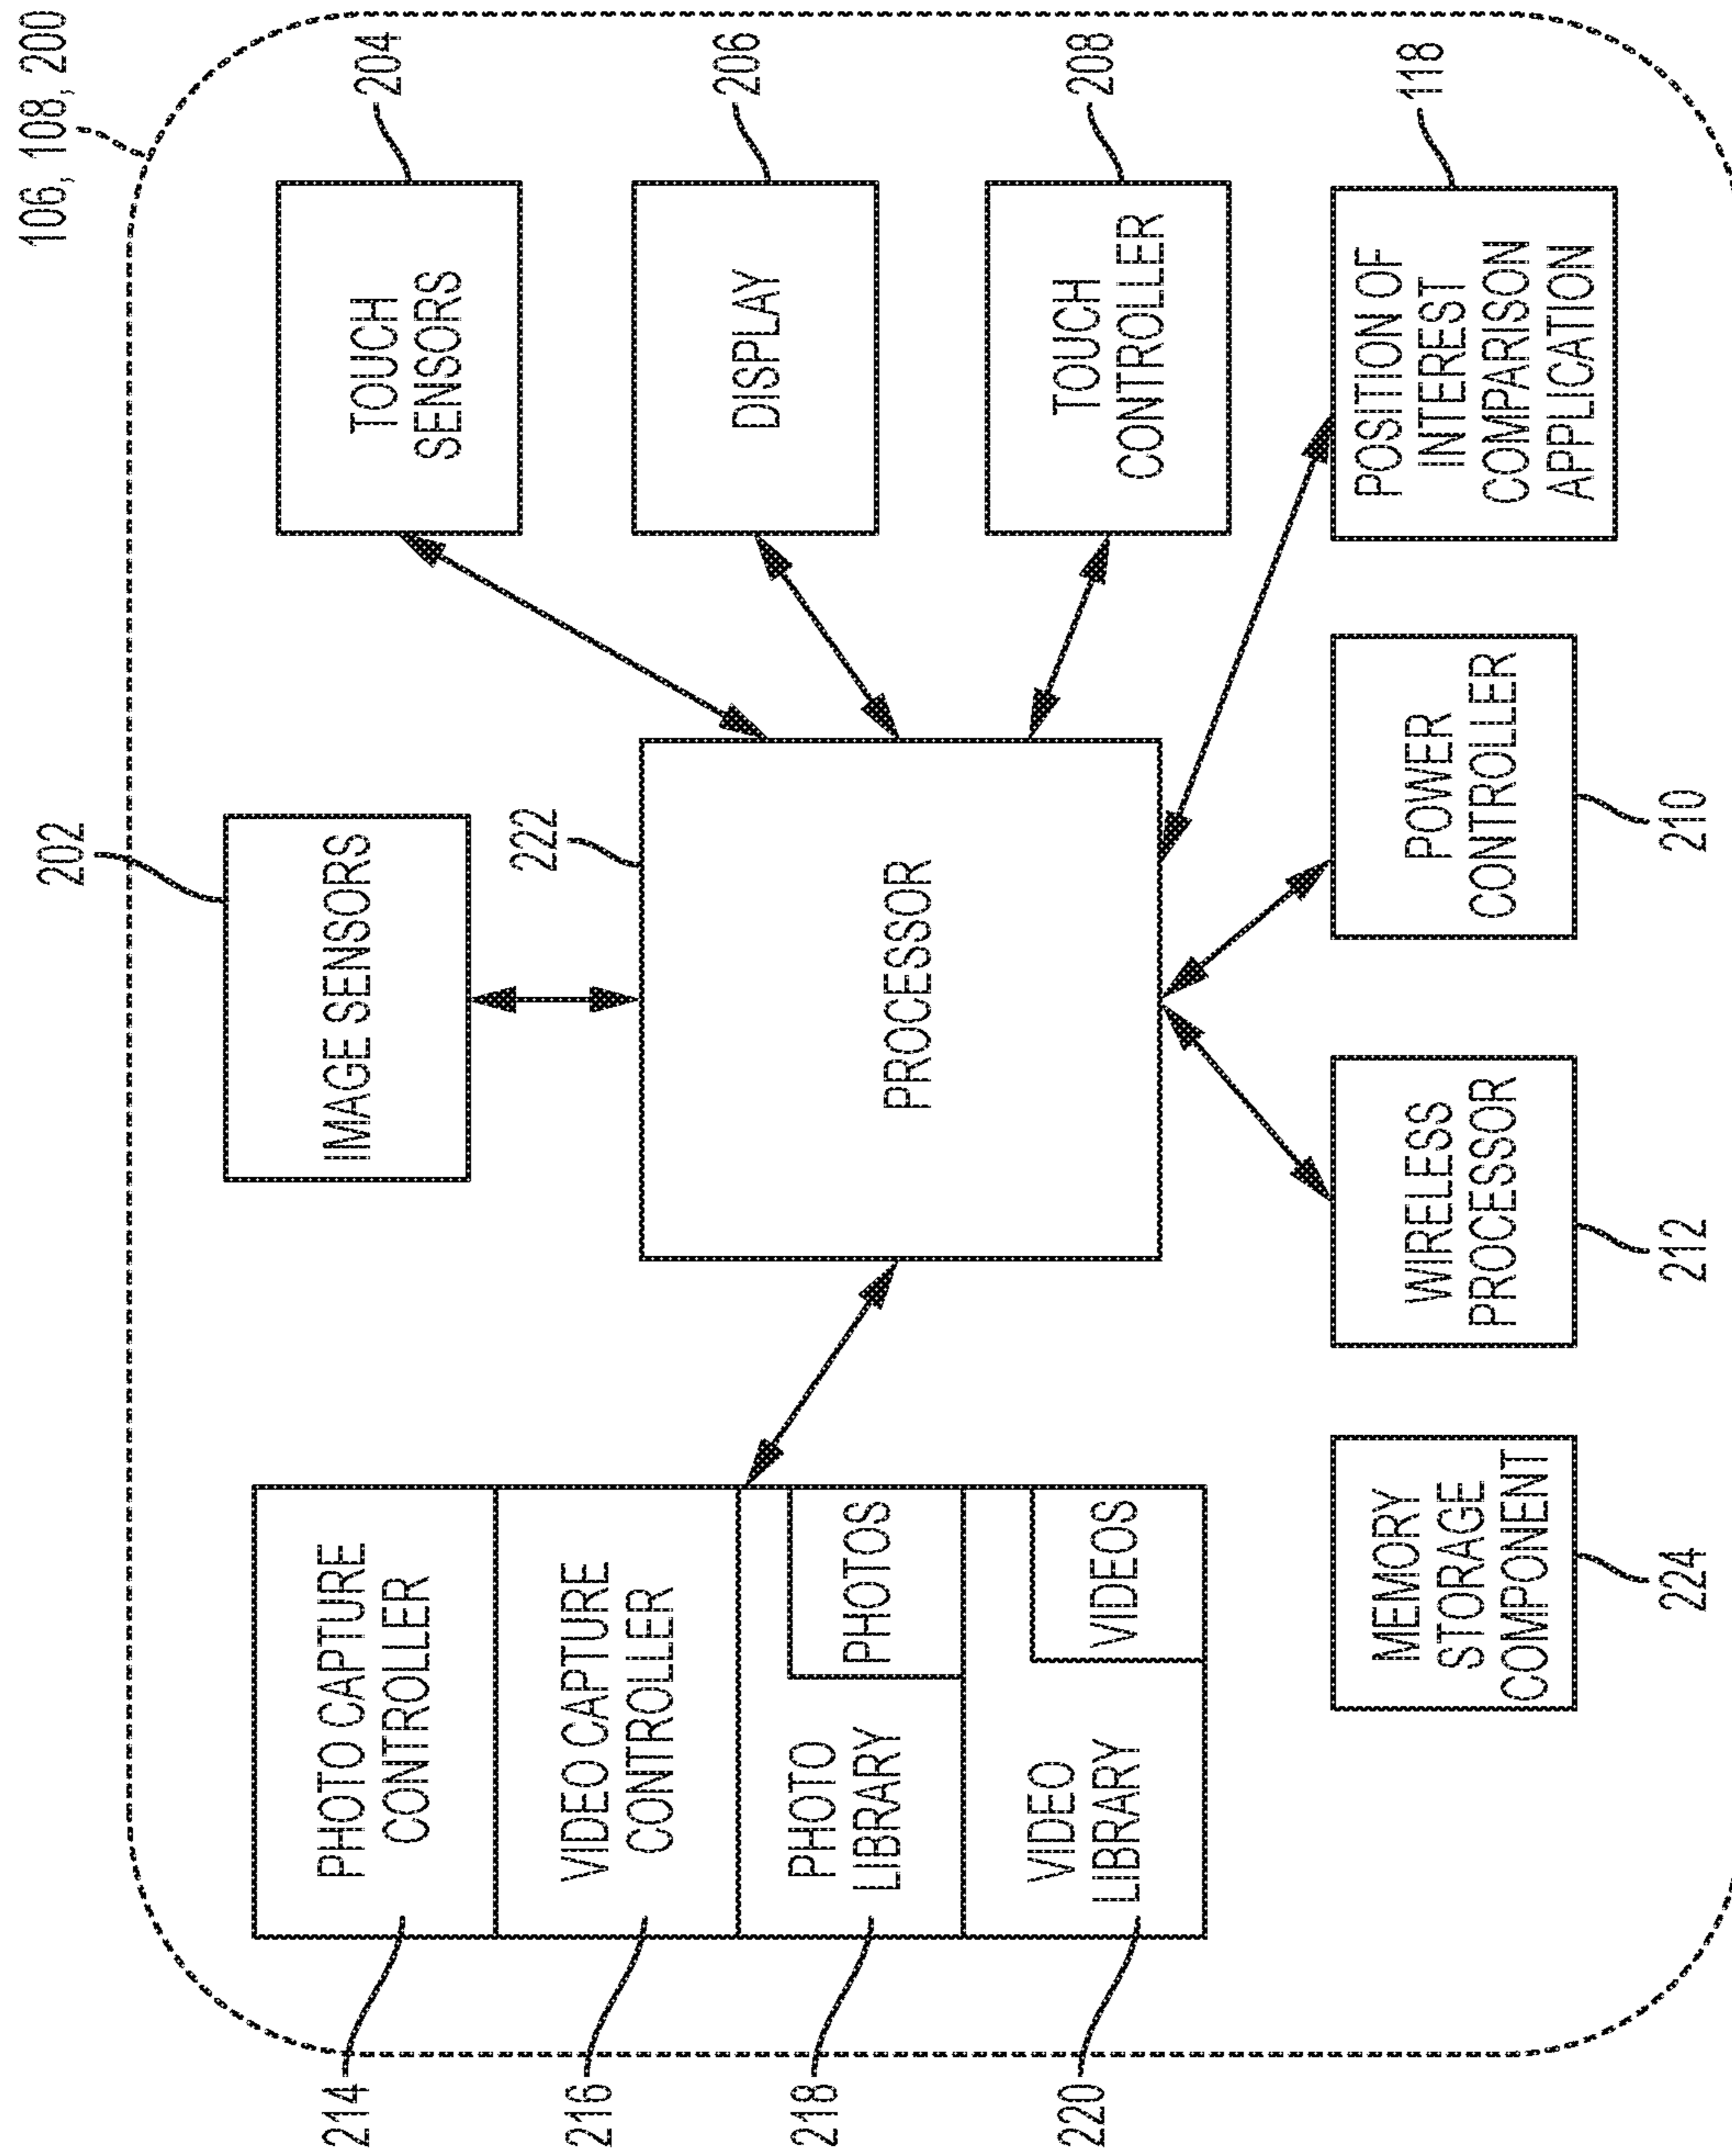 106, 108, 200
202
IMAGE SENSORS
204
TOUCH
SENSORS
214
PHOTO CAPTURE
CONTROLLER
216
VIDEO CAPTURE
CONTROLLER
218
PHOTO
LIBRARY
PHOTOS
220
VIDEO
LIBRARY
VIDEOS
222
PROCESSOR
206
DISPLAY
208
TOUCH
CONTROLLER
224
MEMORY
STORAGE
COMPONENT
212
WIRELESS
PROCESSOR
210
POWER
CONTROLLER
118
POSITION OF
INTEREST
COMPARISON
APPLICATION